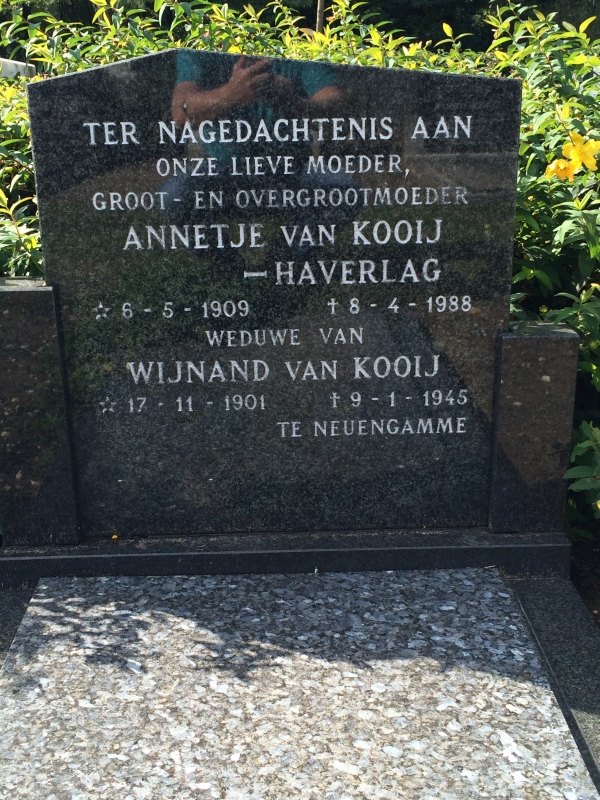 TER NAGEDACHTENIS AAN
ONZE LIEVE MOEDER,
GROOT- EN OVERGROOTMOEDER
ANNETJE VAN KOOIJ
-HAVERLAG
☆ 6 - 5 - 1909 † 8 - 4 - 1988
WEDUWE VAN
WIJNAND VAN KOOIJ
☆ 17 - 11 - 1901 † 9 - 1 - 1945
TE NEUENGAMME